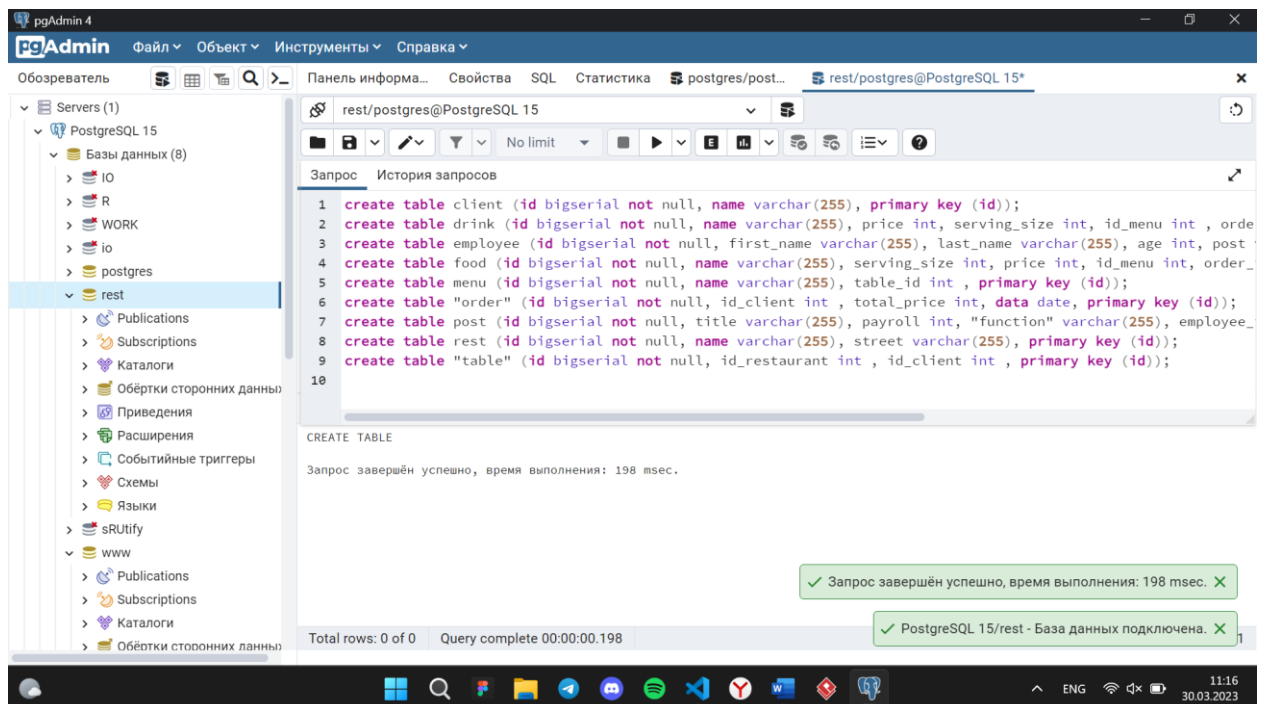 pgAdmin 4
pgAdmin Файл Объект Инструменты Справка
Обозреватель
Панель информа... Свойства SQL Статистика postgres/post... rest/postgres@PostgreSQL 15*
Servers (1)
PostgreSQL 15
Базы данных (8)
IO
R
WORK
io
postgres
rest
Publications
Subscriptions
Каталоги
Обёртки сторонних данных
Приведения
Расширения
Событийные триггеры
Схемы
Языки
sRUtify
www
Publications
Subscriptions
Каталоги
Обёртки сторонних данных
rest/postgres@PostgreSQL 15
No limit
Запрос История запросов
1 create table client (id bigserial not null, name varchar(255), primary key (id));
2 create table drink (id bigserial not null, name varchar(255), price int, serving_size int, id_menu int , orde
3 create table employee (id bigserial not null, first_name varchar(255), last_name varchar(255), age int, post
4 create table food (id bigserial not null, name varchar(255), serving_size int, price int, id_menu int, order_
5 create table menu (id bigserial not null, name varchar(255), table_id int , primary key (id));
6 create table "order" (id bigserial not null, id_client int , total_price int, data date, primary key (id));
7 create table post (id bigserial not null, title varchar(255), payroll int, "function" varchar(255), employee_
8 create table rest (id bigserial not null, name varchar(255), street varchar(255), primary key (id));
9 create table "table" (id bigserial not null, id_restaurant int , id_client int , primary key (id));
10
CREATE TABLE
Запрос завершён успешно, время выполнения: 198 msec.
Запрос завершён успешно, время выполнения: 198 msec.
PostgreSQL 15/rest - База данных подключена.
Total rows: 0 of 0 Query complete 00:00:00.198
ENG
11:16
30.03.2023